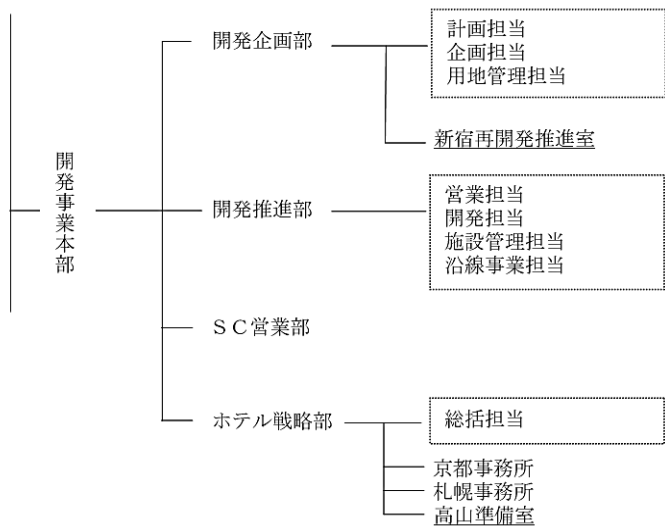 開発事業本部
開発企画部
計画担当
企画担当
用地管理担当
新宿再開発推進室
開発推進部
営業担当
開発担当
施設管理担当
沿線事業担当
ＳＣ営業部
ホテル戦略部
総括担当
京都事務所
札幌事務所
高山準備室